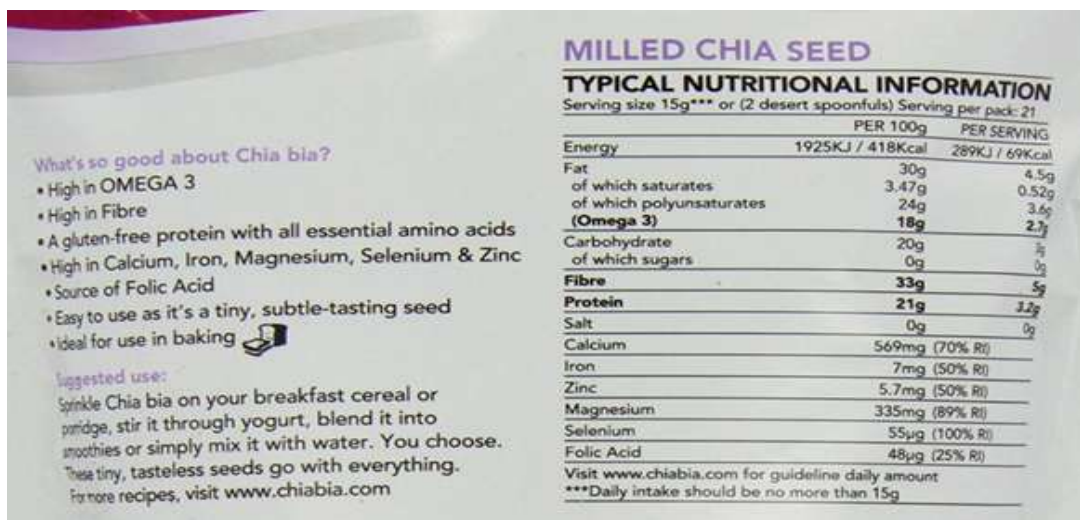 What's so good about Chia bia?
• High in OMEGA 3
• High in Fibre
• A gluten-free protein with all essential amino acids
• High in Calcium, Iron, Magnesium, Selenium & Zinc
• Source of Folic Acid
• Easy to use as it's a tiny, subtle-tasting seed
• Ideal for use in baking
Suggested use:
Sprinkle Chia bia on your breakfast cereal or
porridge, stir it through yogurt, blend it into
smoothies or simply mix it with water. You choose.
These tiny, tasteless seeds go with everything.
For more recipes, visit www.chiabia.com
MILLED CHIA SEED
TYPICAL NUTRITIONAL INFORMATION
Serving size 15g*** or (2 desert spoonfuls) Serving per pack: 21
PER 100g PER SERVING
Energy 1925KJ / 418Kcal 289KJ / 69Kcal
Fat 30g 4.5g
of which saturates 3.47g 0.52g
of which polyunsaturates 24g 3.6g
(Omega 3) 18g 2.7g
Carbohydrate 20g 3g
of which sugars 0g 0g
Fibre 33g 5g
Protein 21g 3.2g
Salt 0g 0g
Calcium 569mg (70% RI)
Iron 7mg (50% RI)
Zinc 5.7mg (50% RI)
Magnesium 335mg (89% RI)
Selenium 55µg (100% RI)
Folic Acid 48µg (25% RI)
Visit www.chiabia.com for guideline daily amount
***Daily intake should be no more than 15g